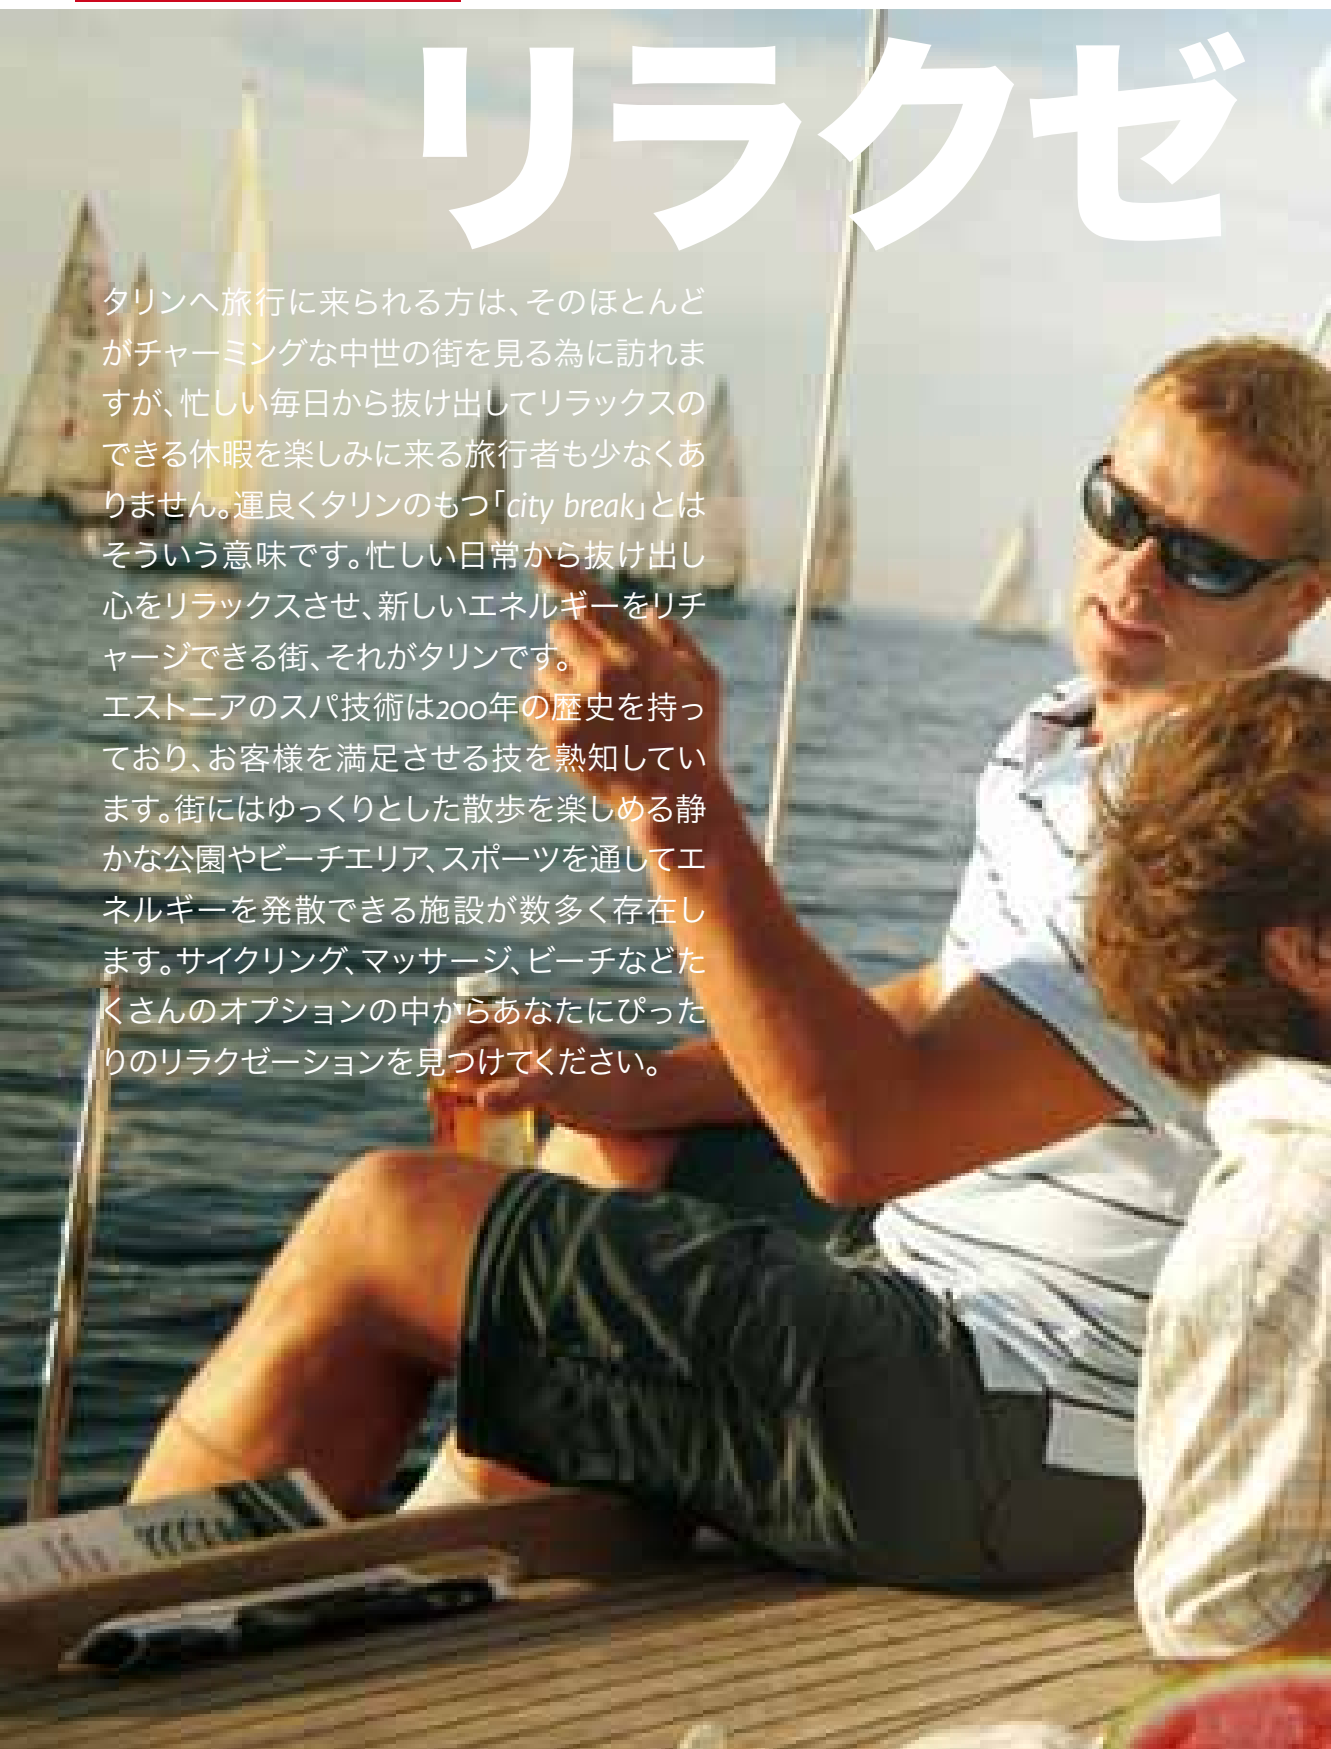 リラクゼ
タリンへ旅行に来られる方は、そのほとんど
がチャーミングな中世の街を見る為に訪れま
すが、忙しい毎日から抜け出してリラックスの
できる休暇を楽しみに来る旅行者も少なくあ
りません。運良くタリンのもつ「city break」とは
そういう意味です。忙しい日常から抜け出し
心をリラックスさせ、新しいエネルギーをリチ
ャージできる街、それがタリンです。
エストニアのスパ技術は200年の歴史を持っ
ており、お客様を満足させる技を熟知してい
ます。街にはゆっくりとした散歩を楽しめる静
かな公園やビーチエリア、スポーツを通してエ
ネルギーを発散できる施設が数多く存在し
ます。サイクリング、マッサージ、ビーチなどた
くさんのオプションの中からあなたにぴった
りのリラクゼーションを見つけてください。